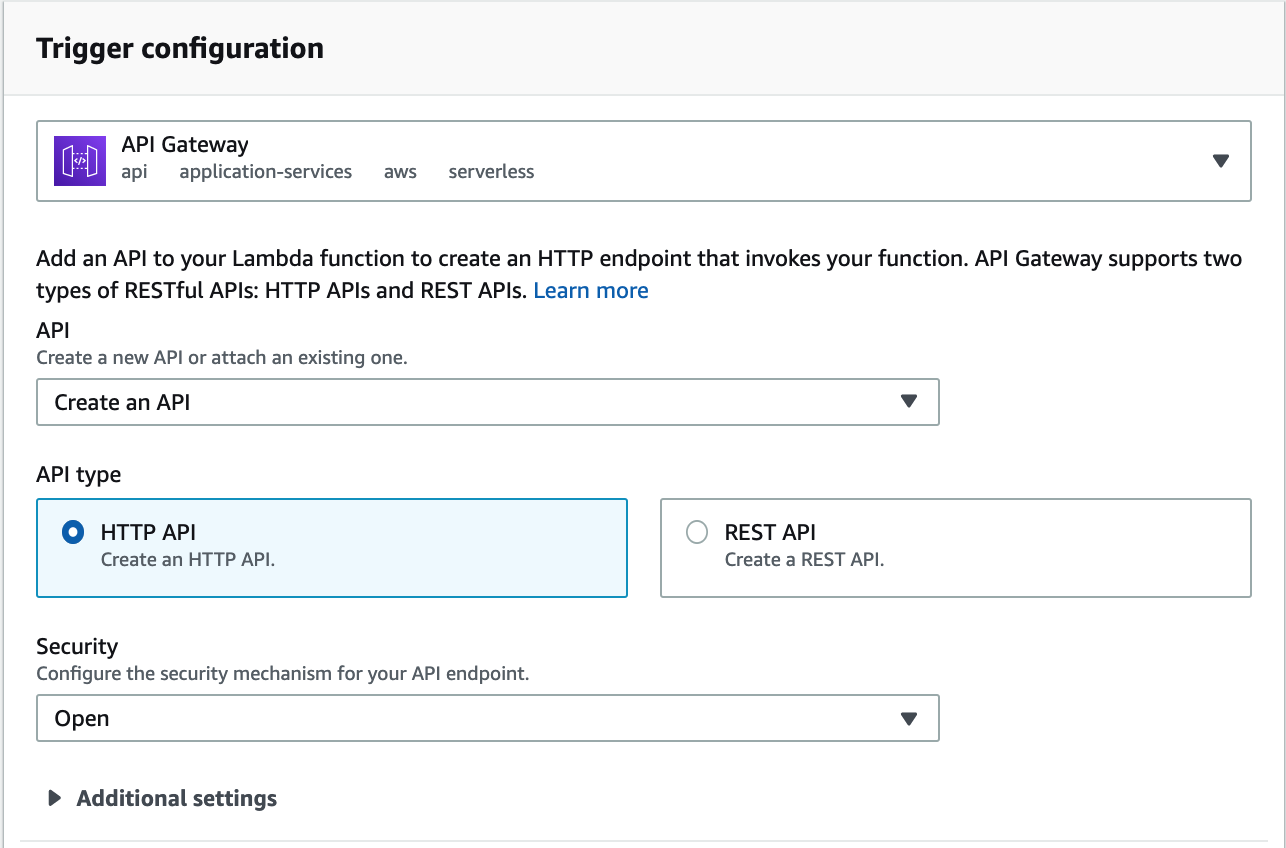 Trigger configuration
API Gateway
api application-services aws serverless
Add an API to your Lambda function to create an HTTP endpoint that invokes your function. API Gateway supports two
types of RESTful APIs: HTTP APIs and REST APIs. Learn more
API
Create a new API or attach an existing one.
Create an API
API type
HTTP API
Create an HTTP API.
REST API
Create a REST API.
Security
Configure the security mechanism for your API endpoint.
Open
Additional settings